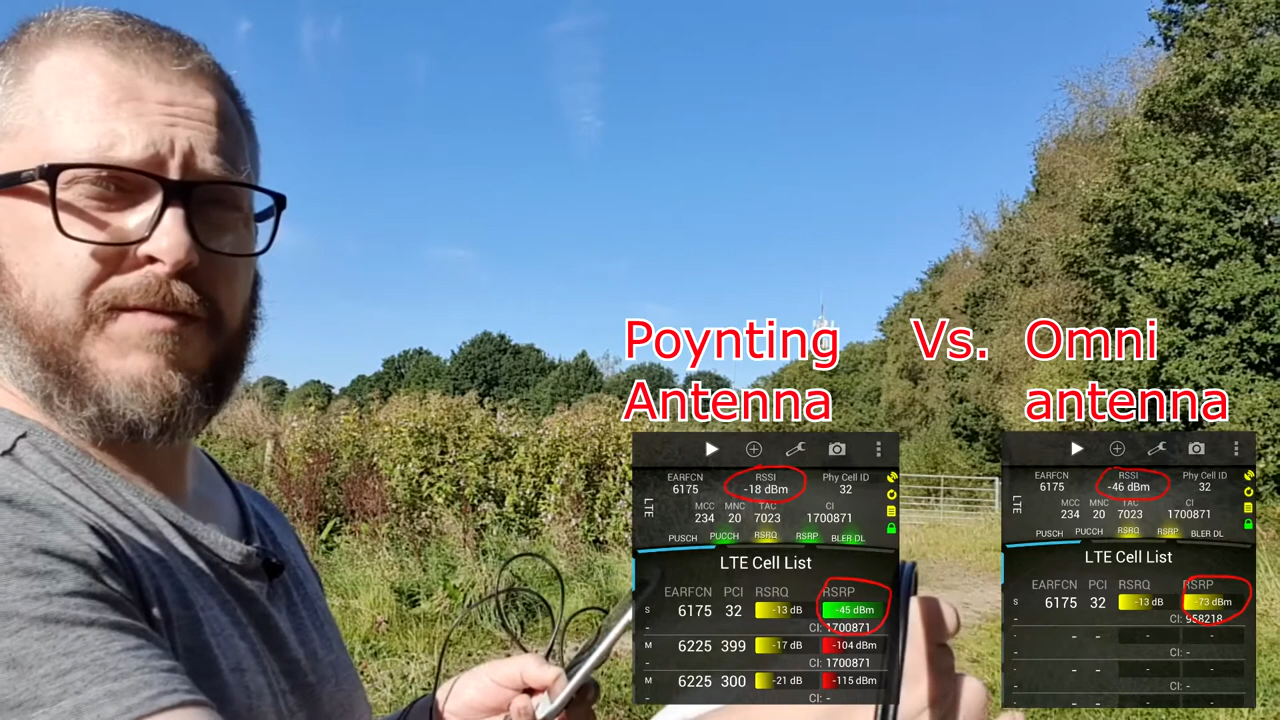 Poynting Vs. Omni
Antenna antenna
EARFCN RSSI Phy Cell ID
6175 -18 dBm 32
LTE
MCC MNC TAC CI
234 20 7023 1700871
PUSCH PUCCH RSRQ RSRP BLER DL
LTE Cell List
EARFCN PCI RSRQ RSRP
S 6175 32 -13 dB -45 dBm
- CI: 1700871
M 6225 399 -17 dB -104 dBm
- CI: 1700871
M 6225 300 -21 dB -115 dBm
- CI: -
EARFCN RSSI Phy Cell ID
6175 -46 dBm 32
LTE
MCC MNC TAC CI
234 20 7023 1700871
PUSCH PUCCH RSRQ RSRP BLER DL
LTE Cell List
EARFCN PCI RSRQ RSRP
S 6175 32 -13 dB -73 dBm
- CI: 958218
- - - -
- CI: -
- - - -
- CI: -
- - - -